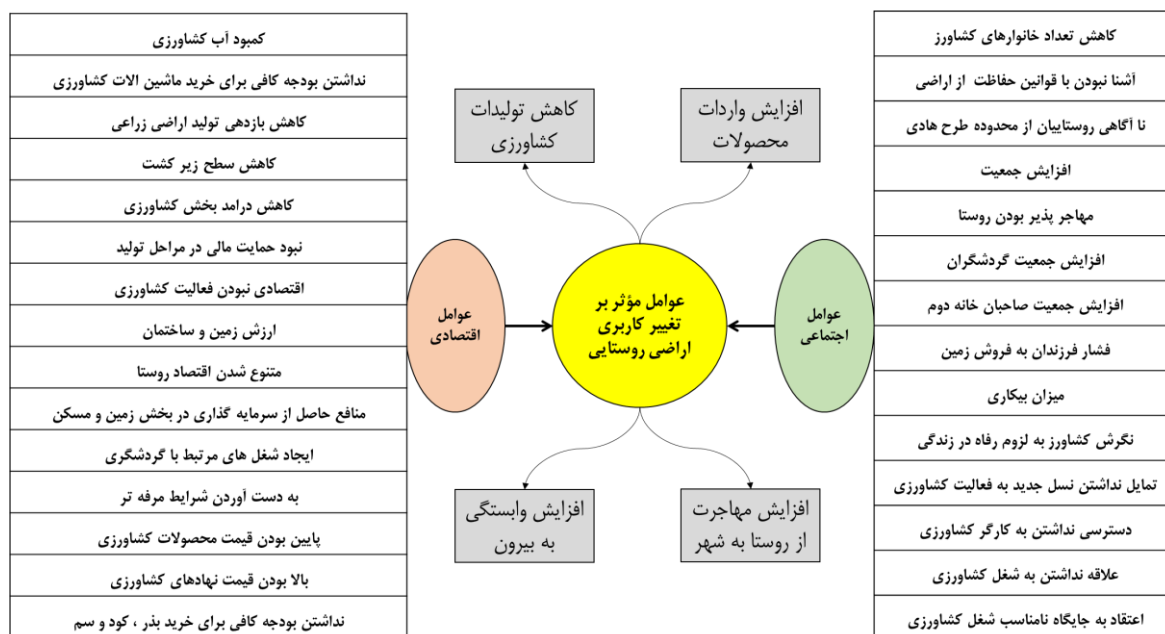 کاهش تعداد خانوارهای کشاورز
آشنا نبودن با قوانین حفاظت از اراضی
نا آگاهی روستاییان از محدوده طرح هادی
افزایش جمعیت
مهاجر پذیر بودن روستا
افزایش جمعیت گردشگران
افزایش جمعیت صاحبان خانه دوم
فشار فرزندان به فروش زمین
میزان بیکاری
نگرش کشاورز به لزوم رفاه در زندگی
تمایل نداشتن نسل جدید به فعالیت کشاورزی
دسترسی نداشتن به کارگر کشاورزی
علاقه نداشتن به شغل کشاورزی
اعتقاد به جایگاه نامناسب شغل کشاورزی
عوامل
اجتماعی
افزایش واردات
محصولات
کاهش تولیدات
کشاورزی
عوامل مؤثر بر
تغییر کاربری
اراضی روستایی
افزایش مهاجرت
از روستا به شهر
افزایش وابستگی
به بیرون
عوامل
اقتصادی
کمبود آب کشاورزی
نداشتن بودجه کافی برای خرید ماشین الات کشاورزی
کاهش بازدهی تولید اراضی زراعی
کاهش سطح زیر کشت
کاهش درامد بخش کشاورزی
نبود حمایت مالی در مراحل تولید
اقتصادی نبودن فعالیت کشاورزی
ارزش زمین و ساختمان
متنوع شدن اقتصاد روستا
منافع حاصل از سرمایه گذاری در بخش زمین و مسکن
ایجاد شغل های مرتبط با گردشگری
به دست آوردن شرایط مرفه تر
پایین بودن قیمت محصولات کشاورزی
بالا بودن قیمت نهادهای کشاورزی
نداشتن بودجه کافی برای خرید بذر ، کود و سم